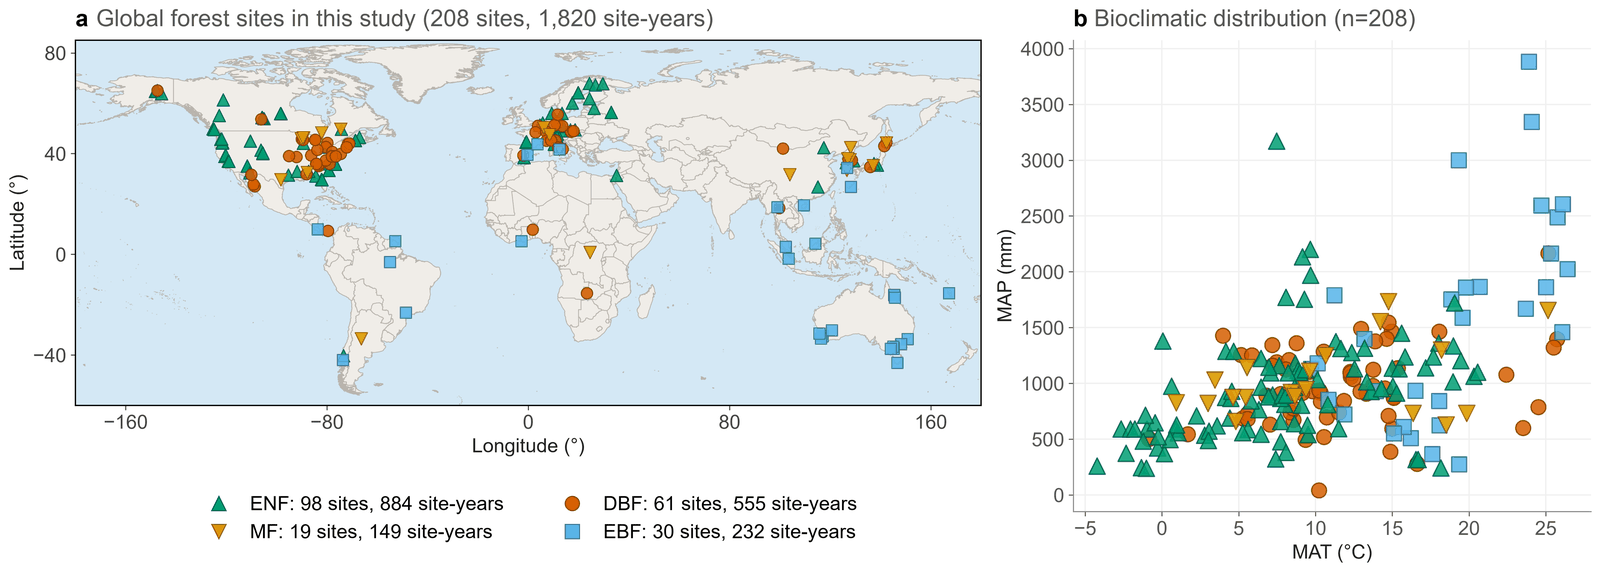 a Global forest sites in this study (208 sites, 1,820 site-years)
80
40
0
−40
Latitude (°)
−160
−80
0
80
160
Longitude (°)
ENF: 98 sites, 884 site-years
DBF: 61 sites, 555 site-years
MF: 19 sites, 149 site-years
EBF: 30 sites, 232 site-years
b Bioclimatic distribution (n=208)
4000
3500
3000
2500
2000
1500
1000
500
0
MAP (mm)
−5
0
5
10
15
20
25
MAT (°C)